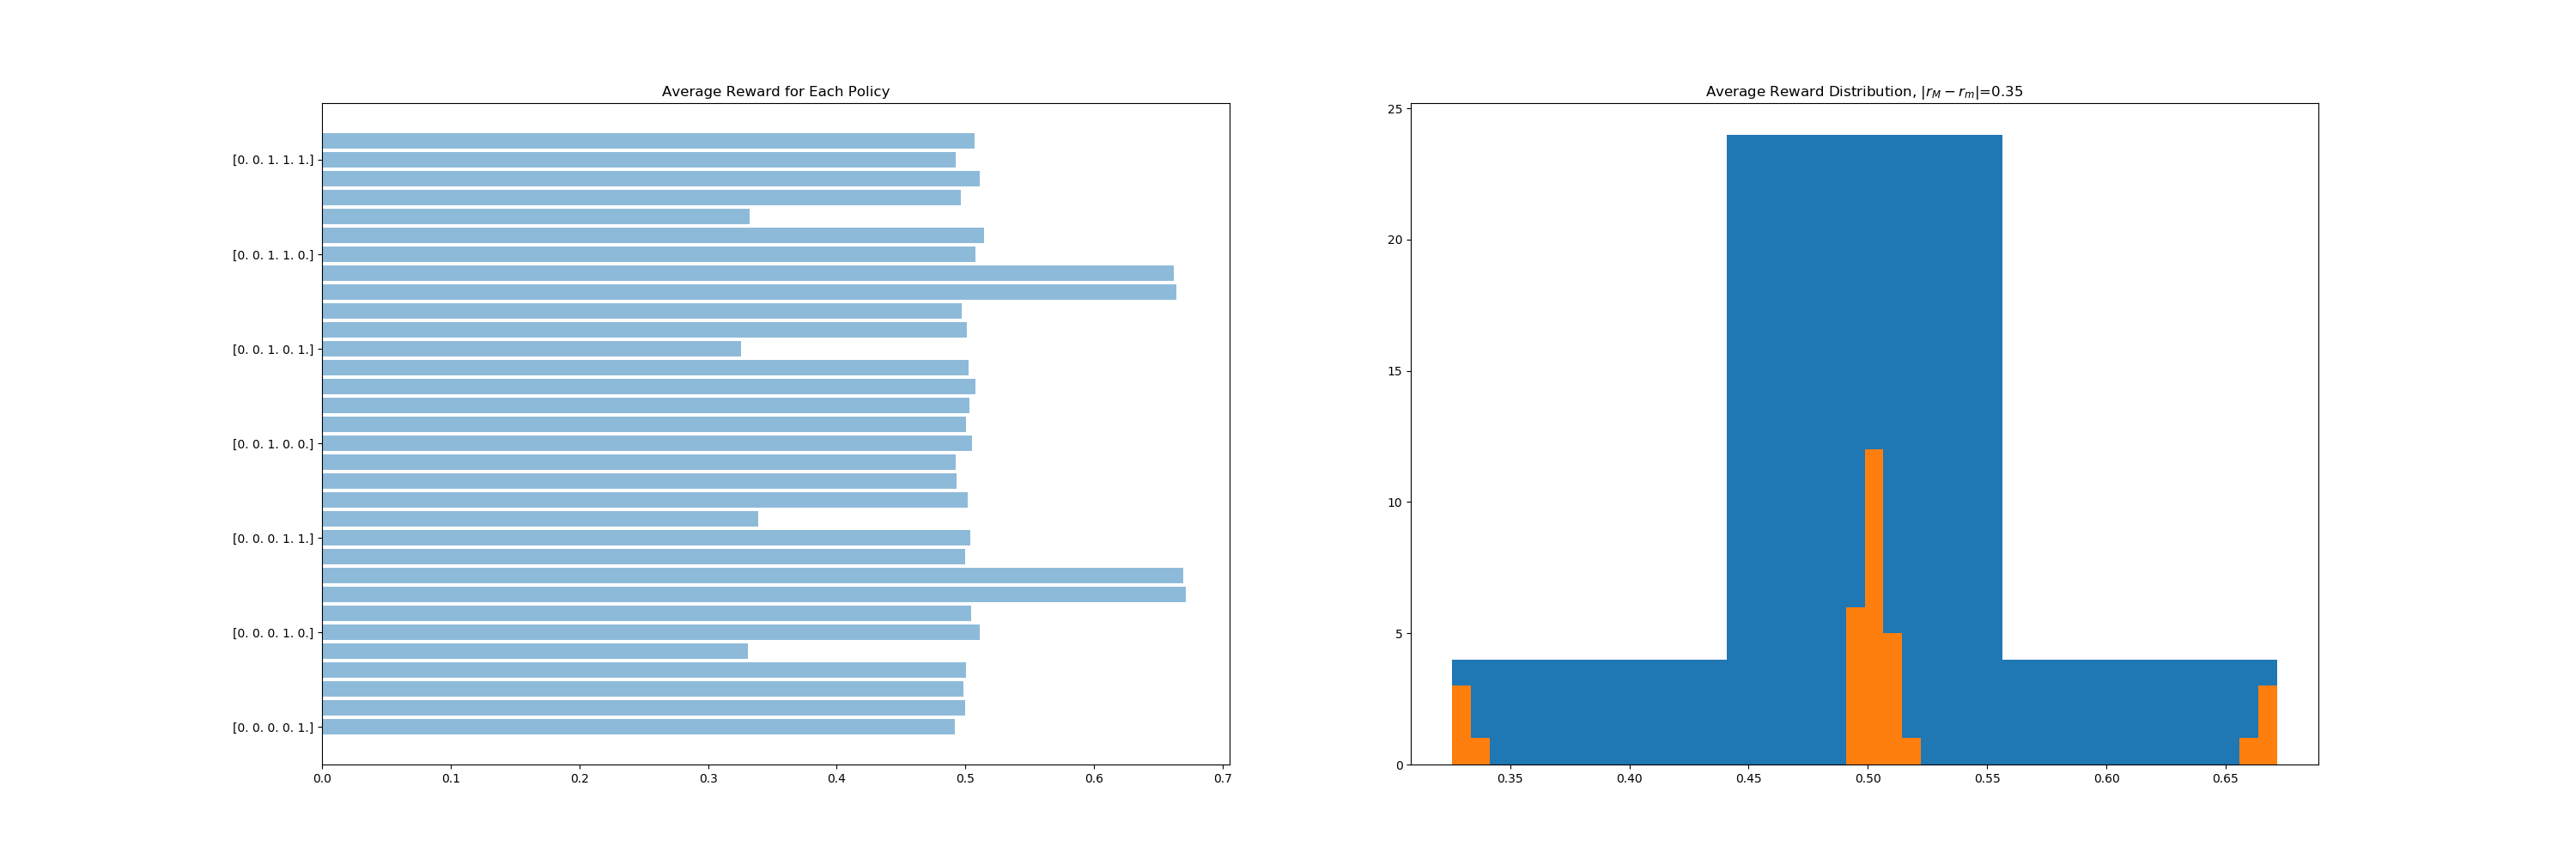 Average Reward for Each Policy
[0. 0. 1. 1. 1.]
[0. 0. 1. 1. 0.]
[0. 0. 1. 0. 1.]
[0. 0. 1. 0. 0.]
[0. 0. 0. 1. 1.]
[0. 0. 0. 1. 0.]
[0. 0. 0. 0. 1.]
0.0 0.1 0.2 0.3 0.4 0.5 0.6 0.7
Average Reward Distribution, |r_M − r_m|=0.35
25
20
15
10
5
0
0.35 0.40 0.45 0.50 0.55 0.60 0.65